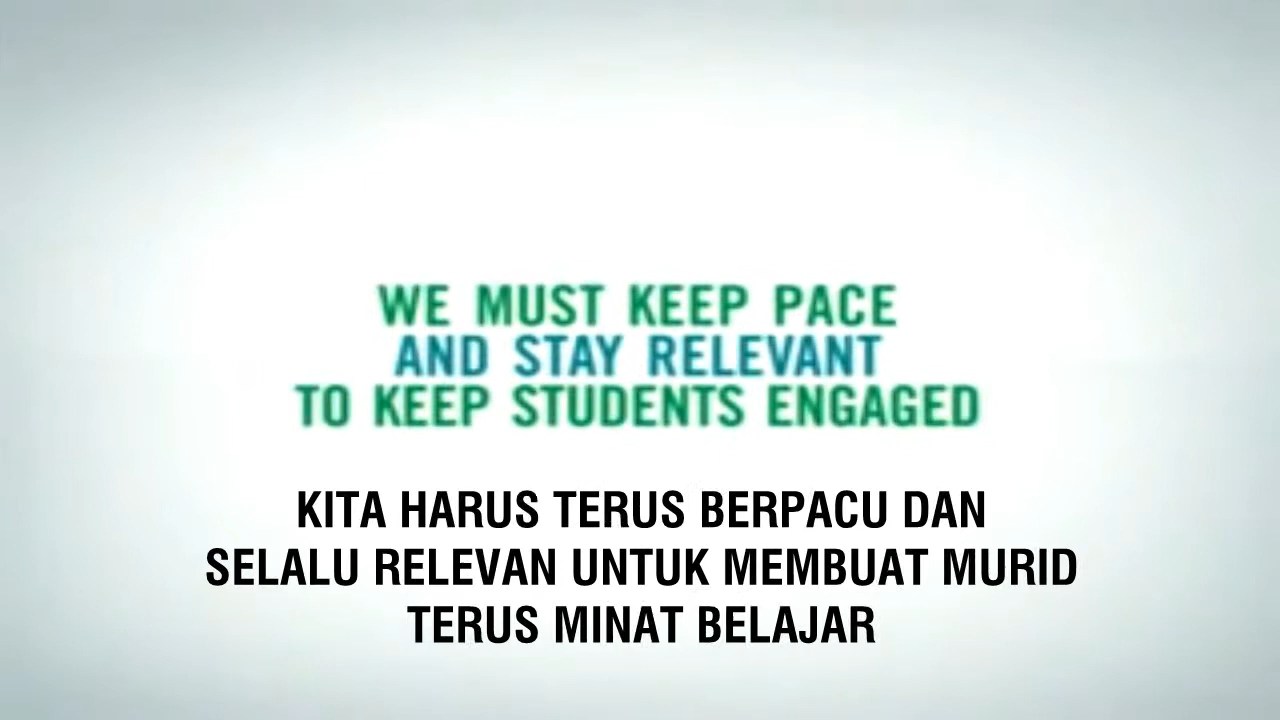 WE MUST KEEP PACE
AND STAY RELEVANT
TO KEEP STUDENTS ENGAGED
KITA HARUS TERUS BERPACU DAN
SELALU RELEVAN UNTUK MEMBUAT MURID
TERUS MINAT BELAJAR